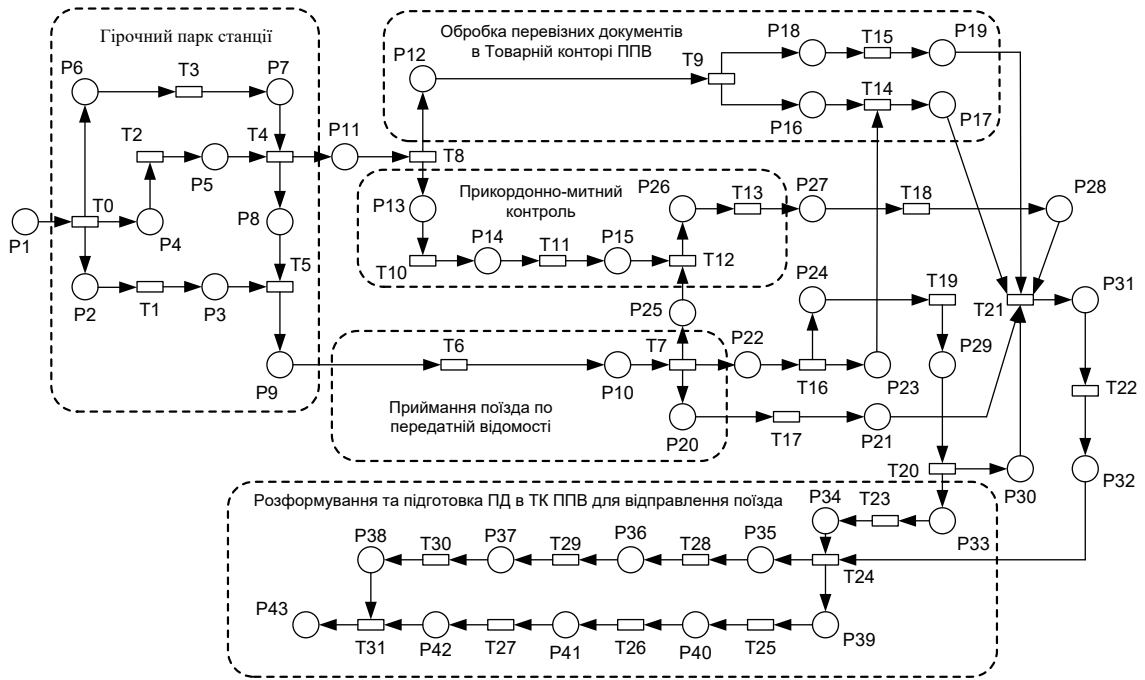 Гірочний парк станції
Обробка перевізних документів
в Товарній конторі ППВ
P6
T3
P7
P12
T9
P18
T15
P19
T14
T2
T4
P11
P16
P17
P5
T8
Прикордонно-митний
контроль
P26
T13
P27
T18
P28
P1
T0
P4
P8
P13
P14
T11
P15
T10
T12
P24
T19
P2
T1
P3
T5
P25
T21
P31
P9
T6
P10
T7
P22
T16
P23
P29
T22
Приймання поїзда по
передатній відомості
P20
T17
P21
T20
P30
P32
Розформування та підготовка ПД в ТК ППВ для відправлення поїзда
P34
T23
P33
P38
T30
P37
T29
P36
T28
P35
T24
P43
T31
P42
T27
P41
T26
P40
T25
P39